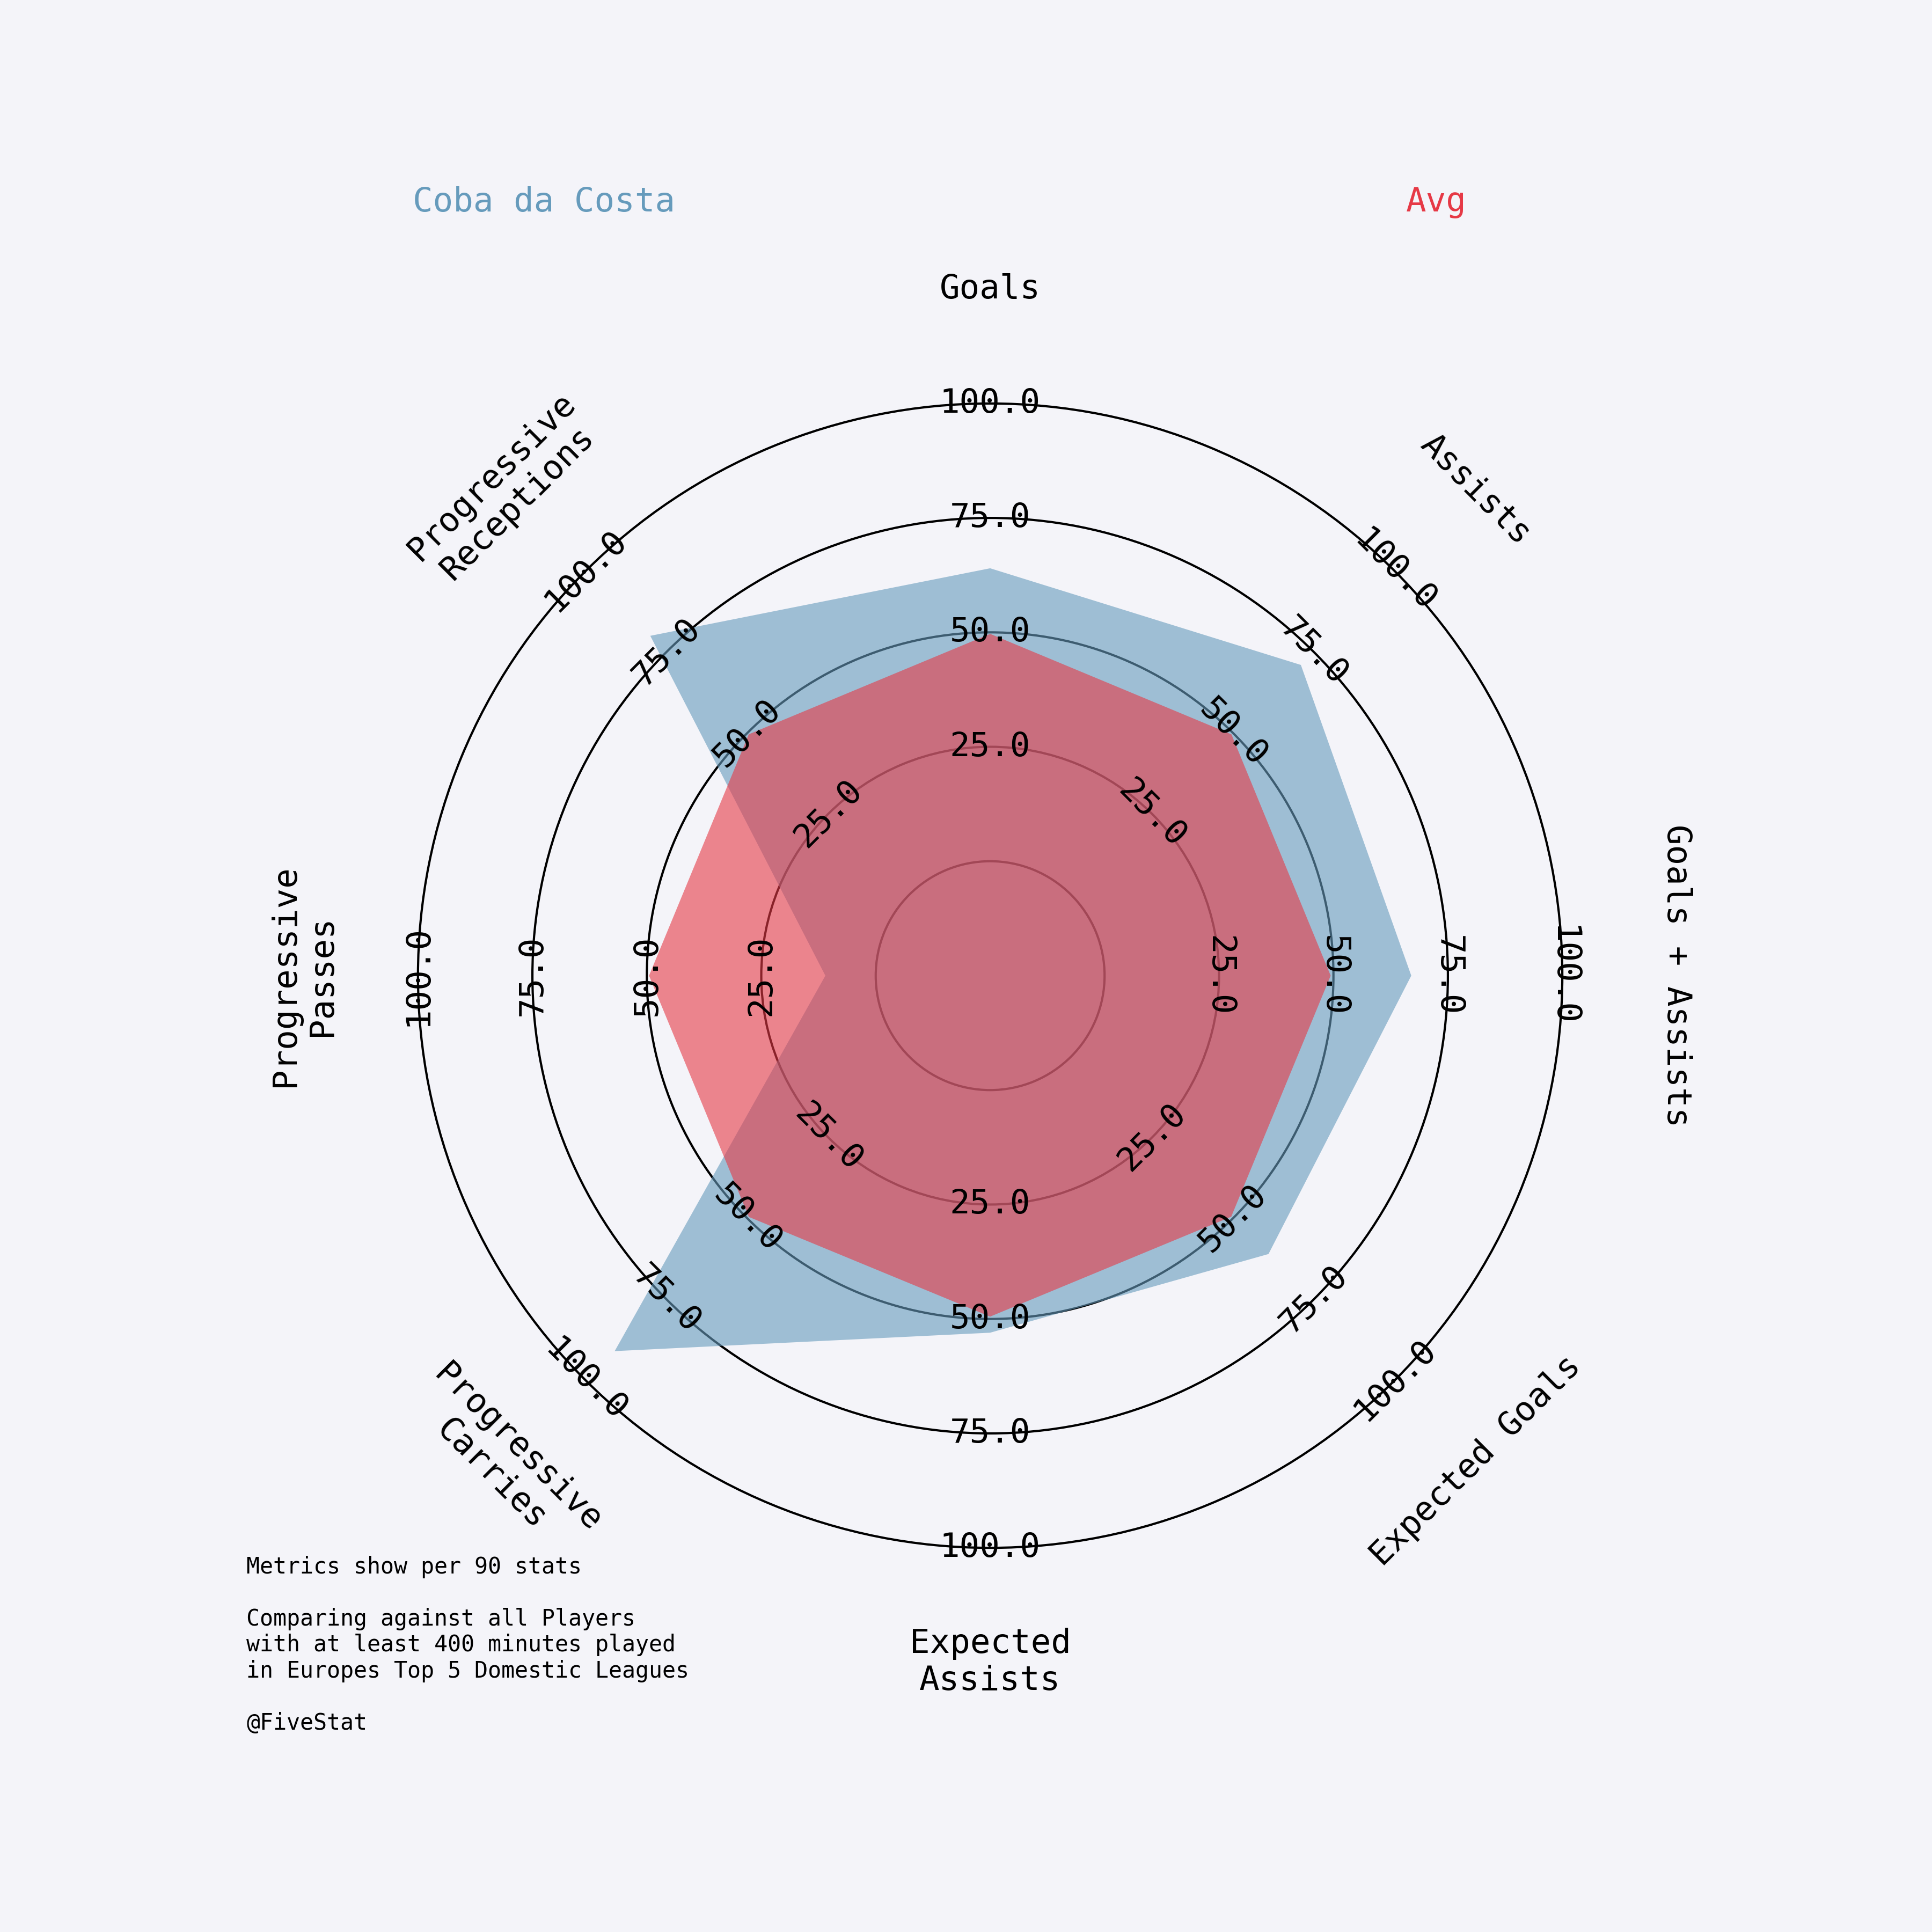 Coba da Costa
Avg
Goals
Assists
Goals + Assists
Expected Goals
Expected
Assists
Progressive
Carries
Progressive
Passes
Progressive
Receptions
25.0
50.0
75.0
100.0
25.0
50.0
75.0
100.0
25.0
50.0
75.0
100.0
25.0
50.0
75.0
100.0
25.0
50.0
75.0
100.0
25.0
50.0
75.0
100.0
25.0
50.0
75.0
100.0
25.0
50.0
75.0
100.0
Metrics show per 90 stats
Comparing against all Players
with at least 400 minutes played
in Europes Top 5 Domestic Leagues
@FiveStat